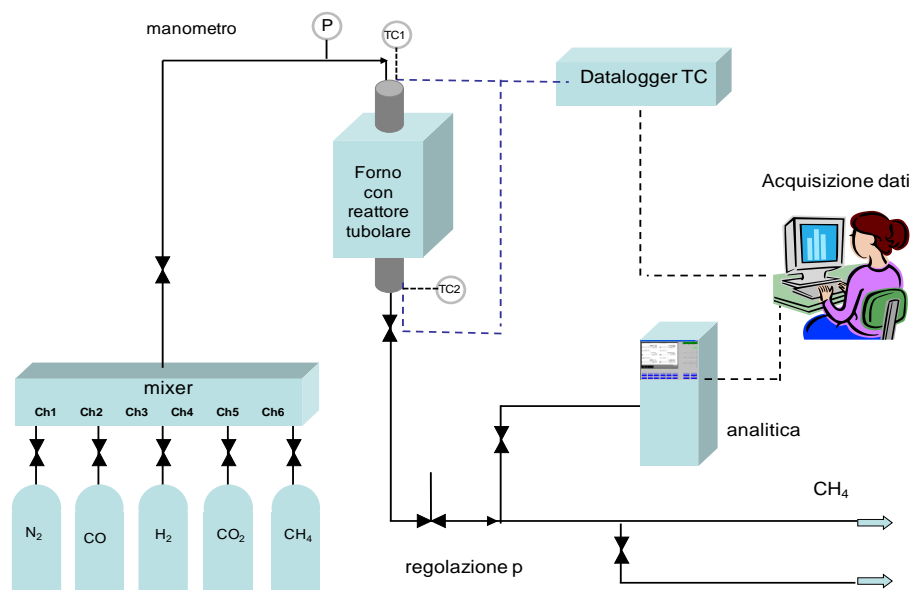 manometro
P
TC1
Datalogger TC
Forno
con
reattore
tubolare
Acquisizione dati
TC2
mixer
Ch1 Ch2 Ch3 Ch4 Ch5 Ch6
analitica
N₂
CO
H₂
CO₂
CH₄
CH₄
regolazione p